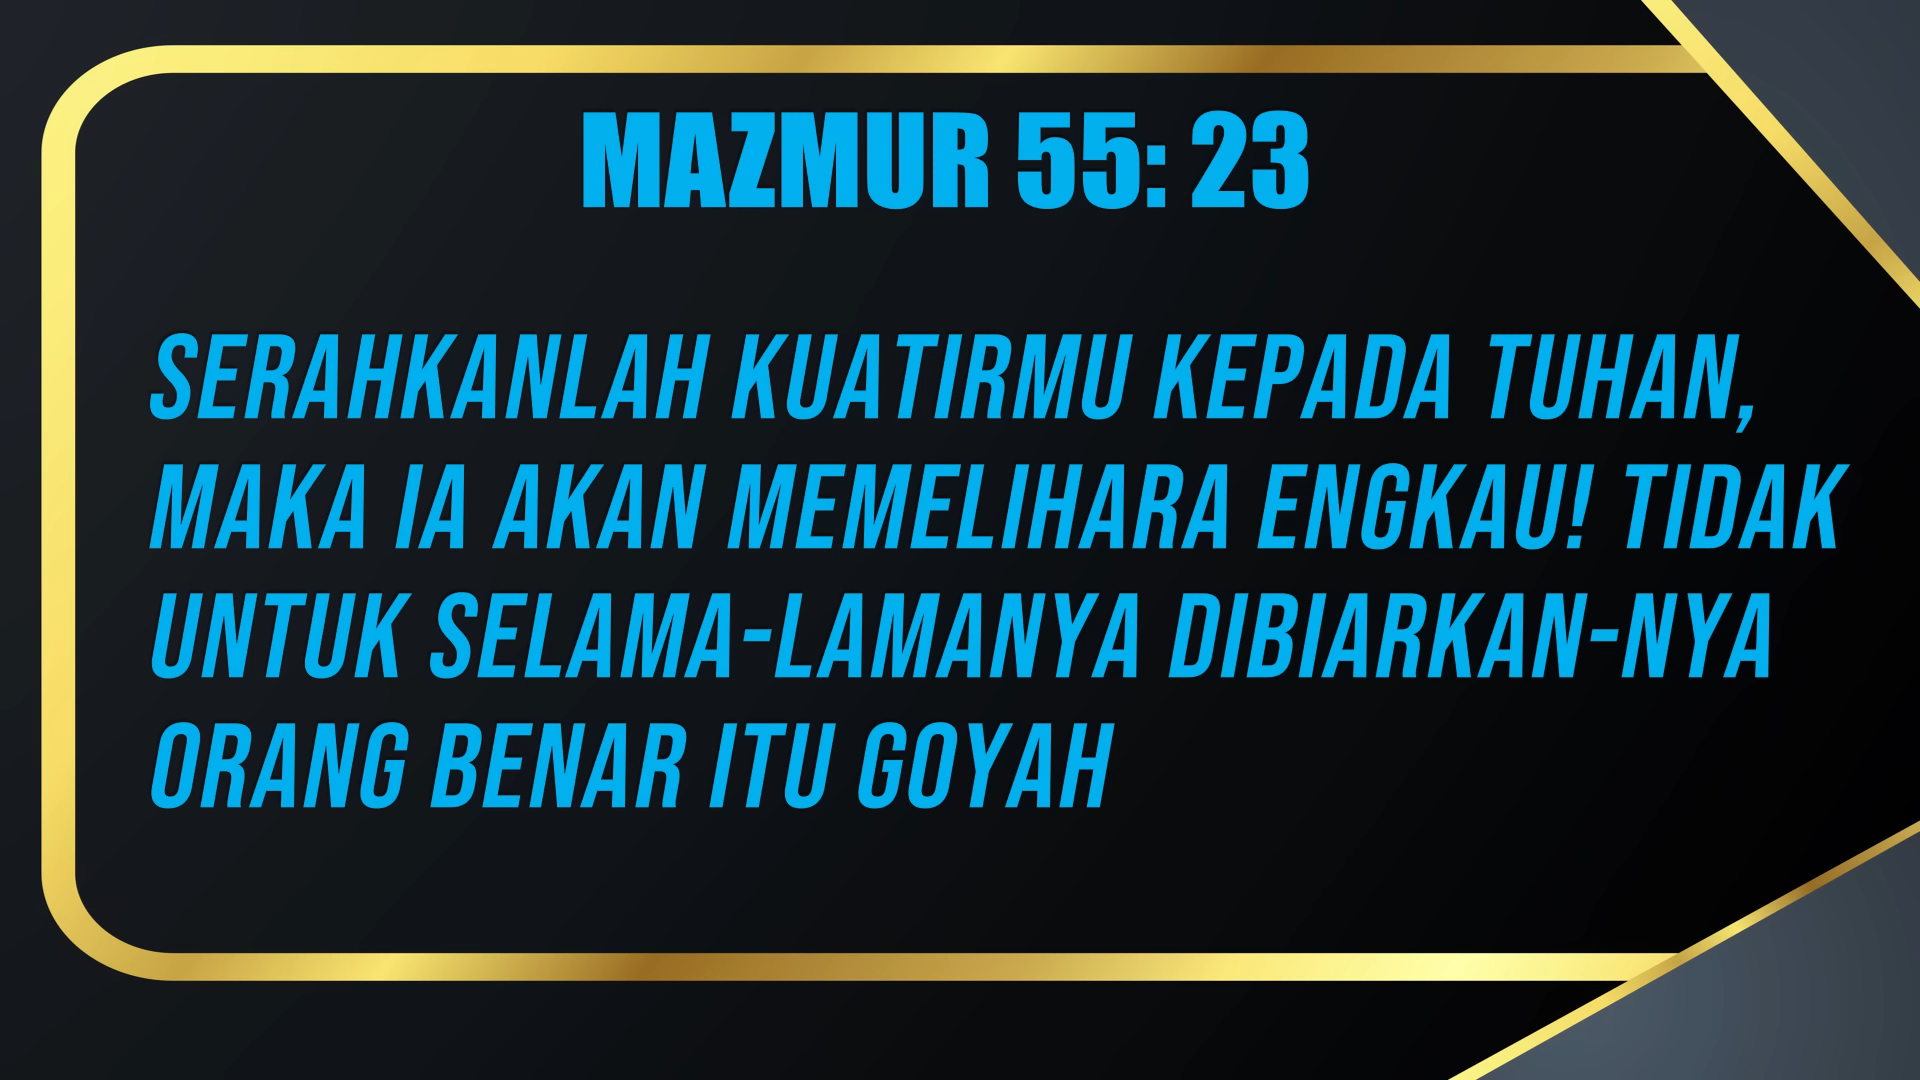 MAZMUR 55: 23
SERAHKANLAH KUATIRMU KEPADA TUHAN,
MAKA IA AKAN MEMELIHARA ENGKAU! TIDAK
UNTUK SELAMA-LAMANYA DIBIARKAN-NYA
ORANG BENAR ITU GOYAH